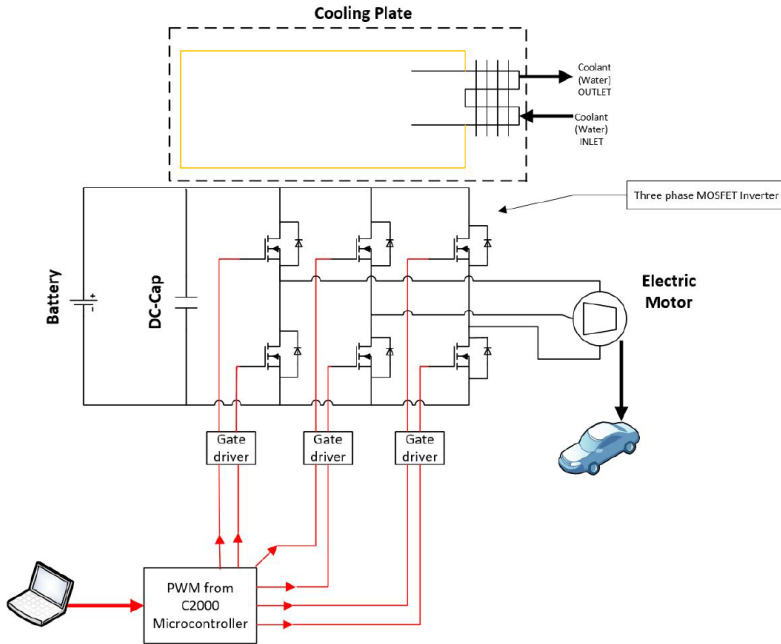 Cooling Plate
Coolant
(Water)
OUTLET
Coolant
(Water)
INLET
Three phase MOSFET Inverter
Battery
+
-
DC-Cap
Electric
Motor
Gate
driver
Gate
driver
Gate
driver
PWM from
C2000
Microcontroller